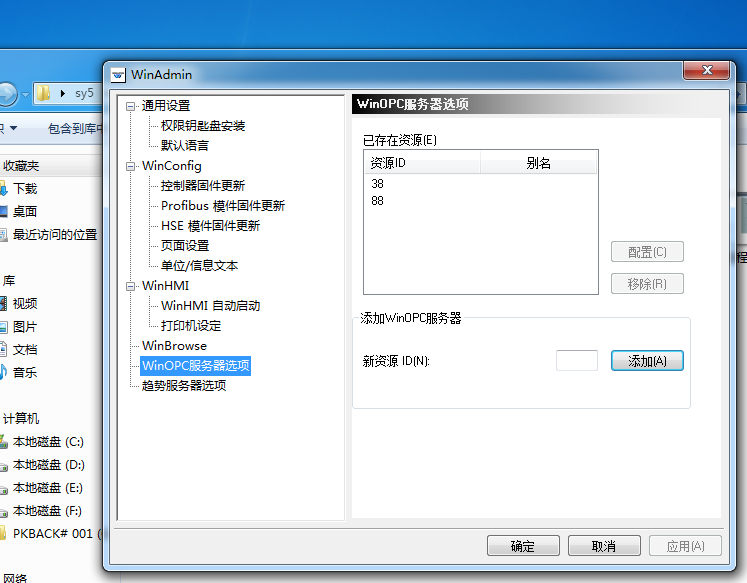 sy5
WinAdmin
包含到库中
收藏夹
下载
桌面
最近访问的位置
库
视频
图片
文档
音乐
计算机
本地磁盘 (C:)
本地磁盘 (D:)
本地磁盘 (E:)
本地磁盘 (F:)
PKBACK# 001 (
网络
通用设置
权限钥匙盘安装
默认语言
WinConfig
控制器固件更新
Profibus 模件固件更新
HSE 模件固件更新
页面设置
单位/信息文本
WinHMI
WinHMI 自动启动
打印机设定
WinBrowse
WinOPC服务器选项
趋势服务器选项
WinOPC服务器选项
已存在资源(E)
资源ID 别名
38
88
配置(C)
移除(R)
添加WinOPC服务器
新资源 ID(N):
添加(A)
确定 取消 应用(A)
程